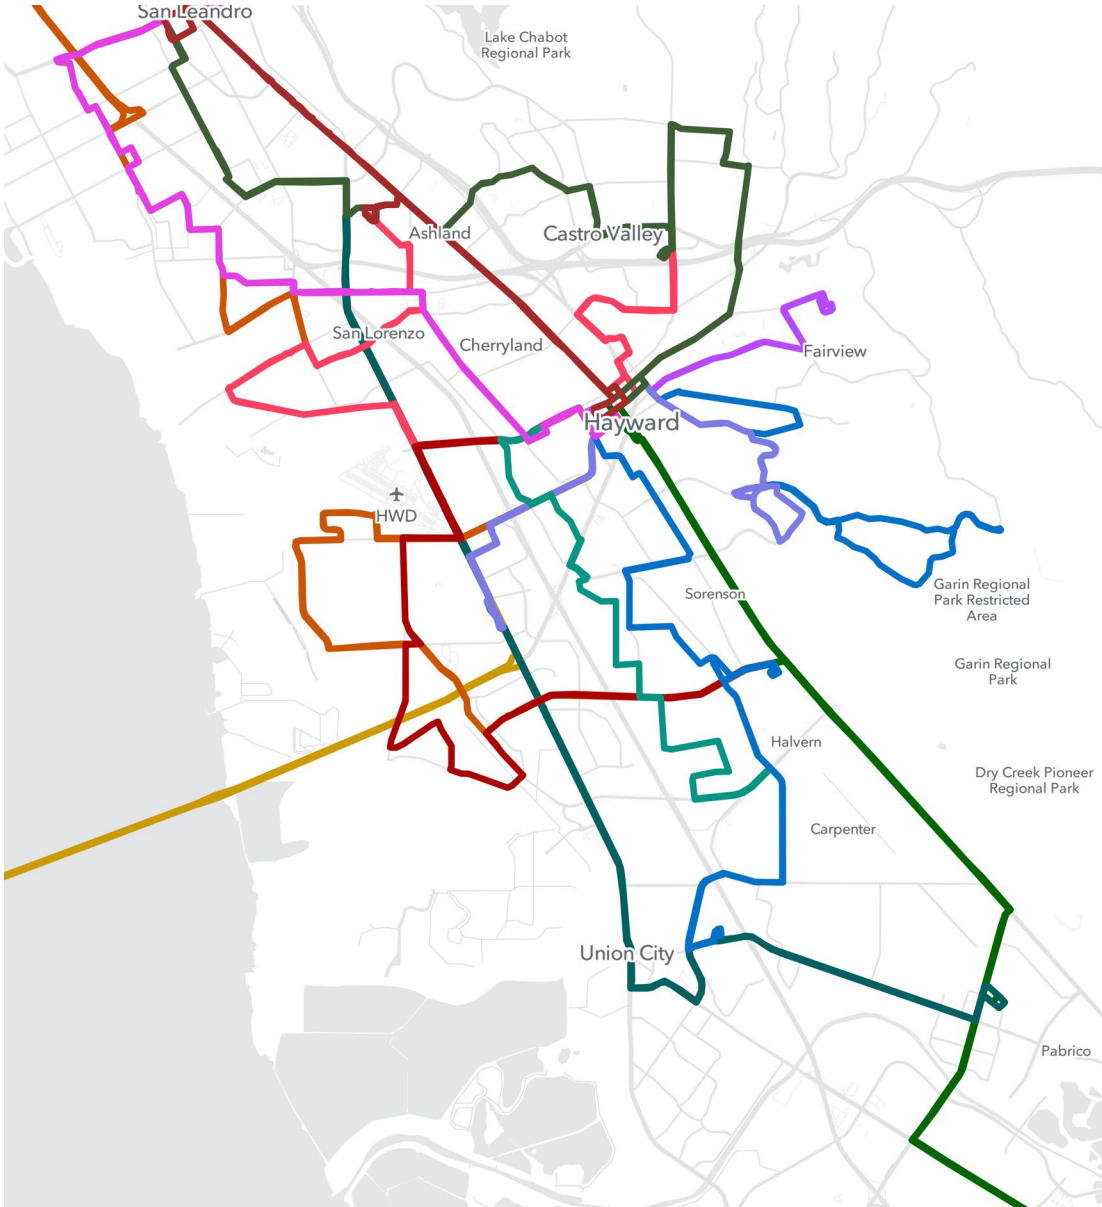 San Leandro
Lake Chabot
Regional Park
Ashland
Castro Valley
San Lorenzo
Cherryland
Fairview
Hayward
HWD
Sorenson
Garin Regional
Park Restricted
Area
Garin Regional
Park
Halvern
Dry Creek Pioneer
Regional Park
Carpenter
Union City
Pabrico